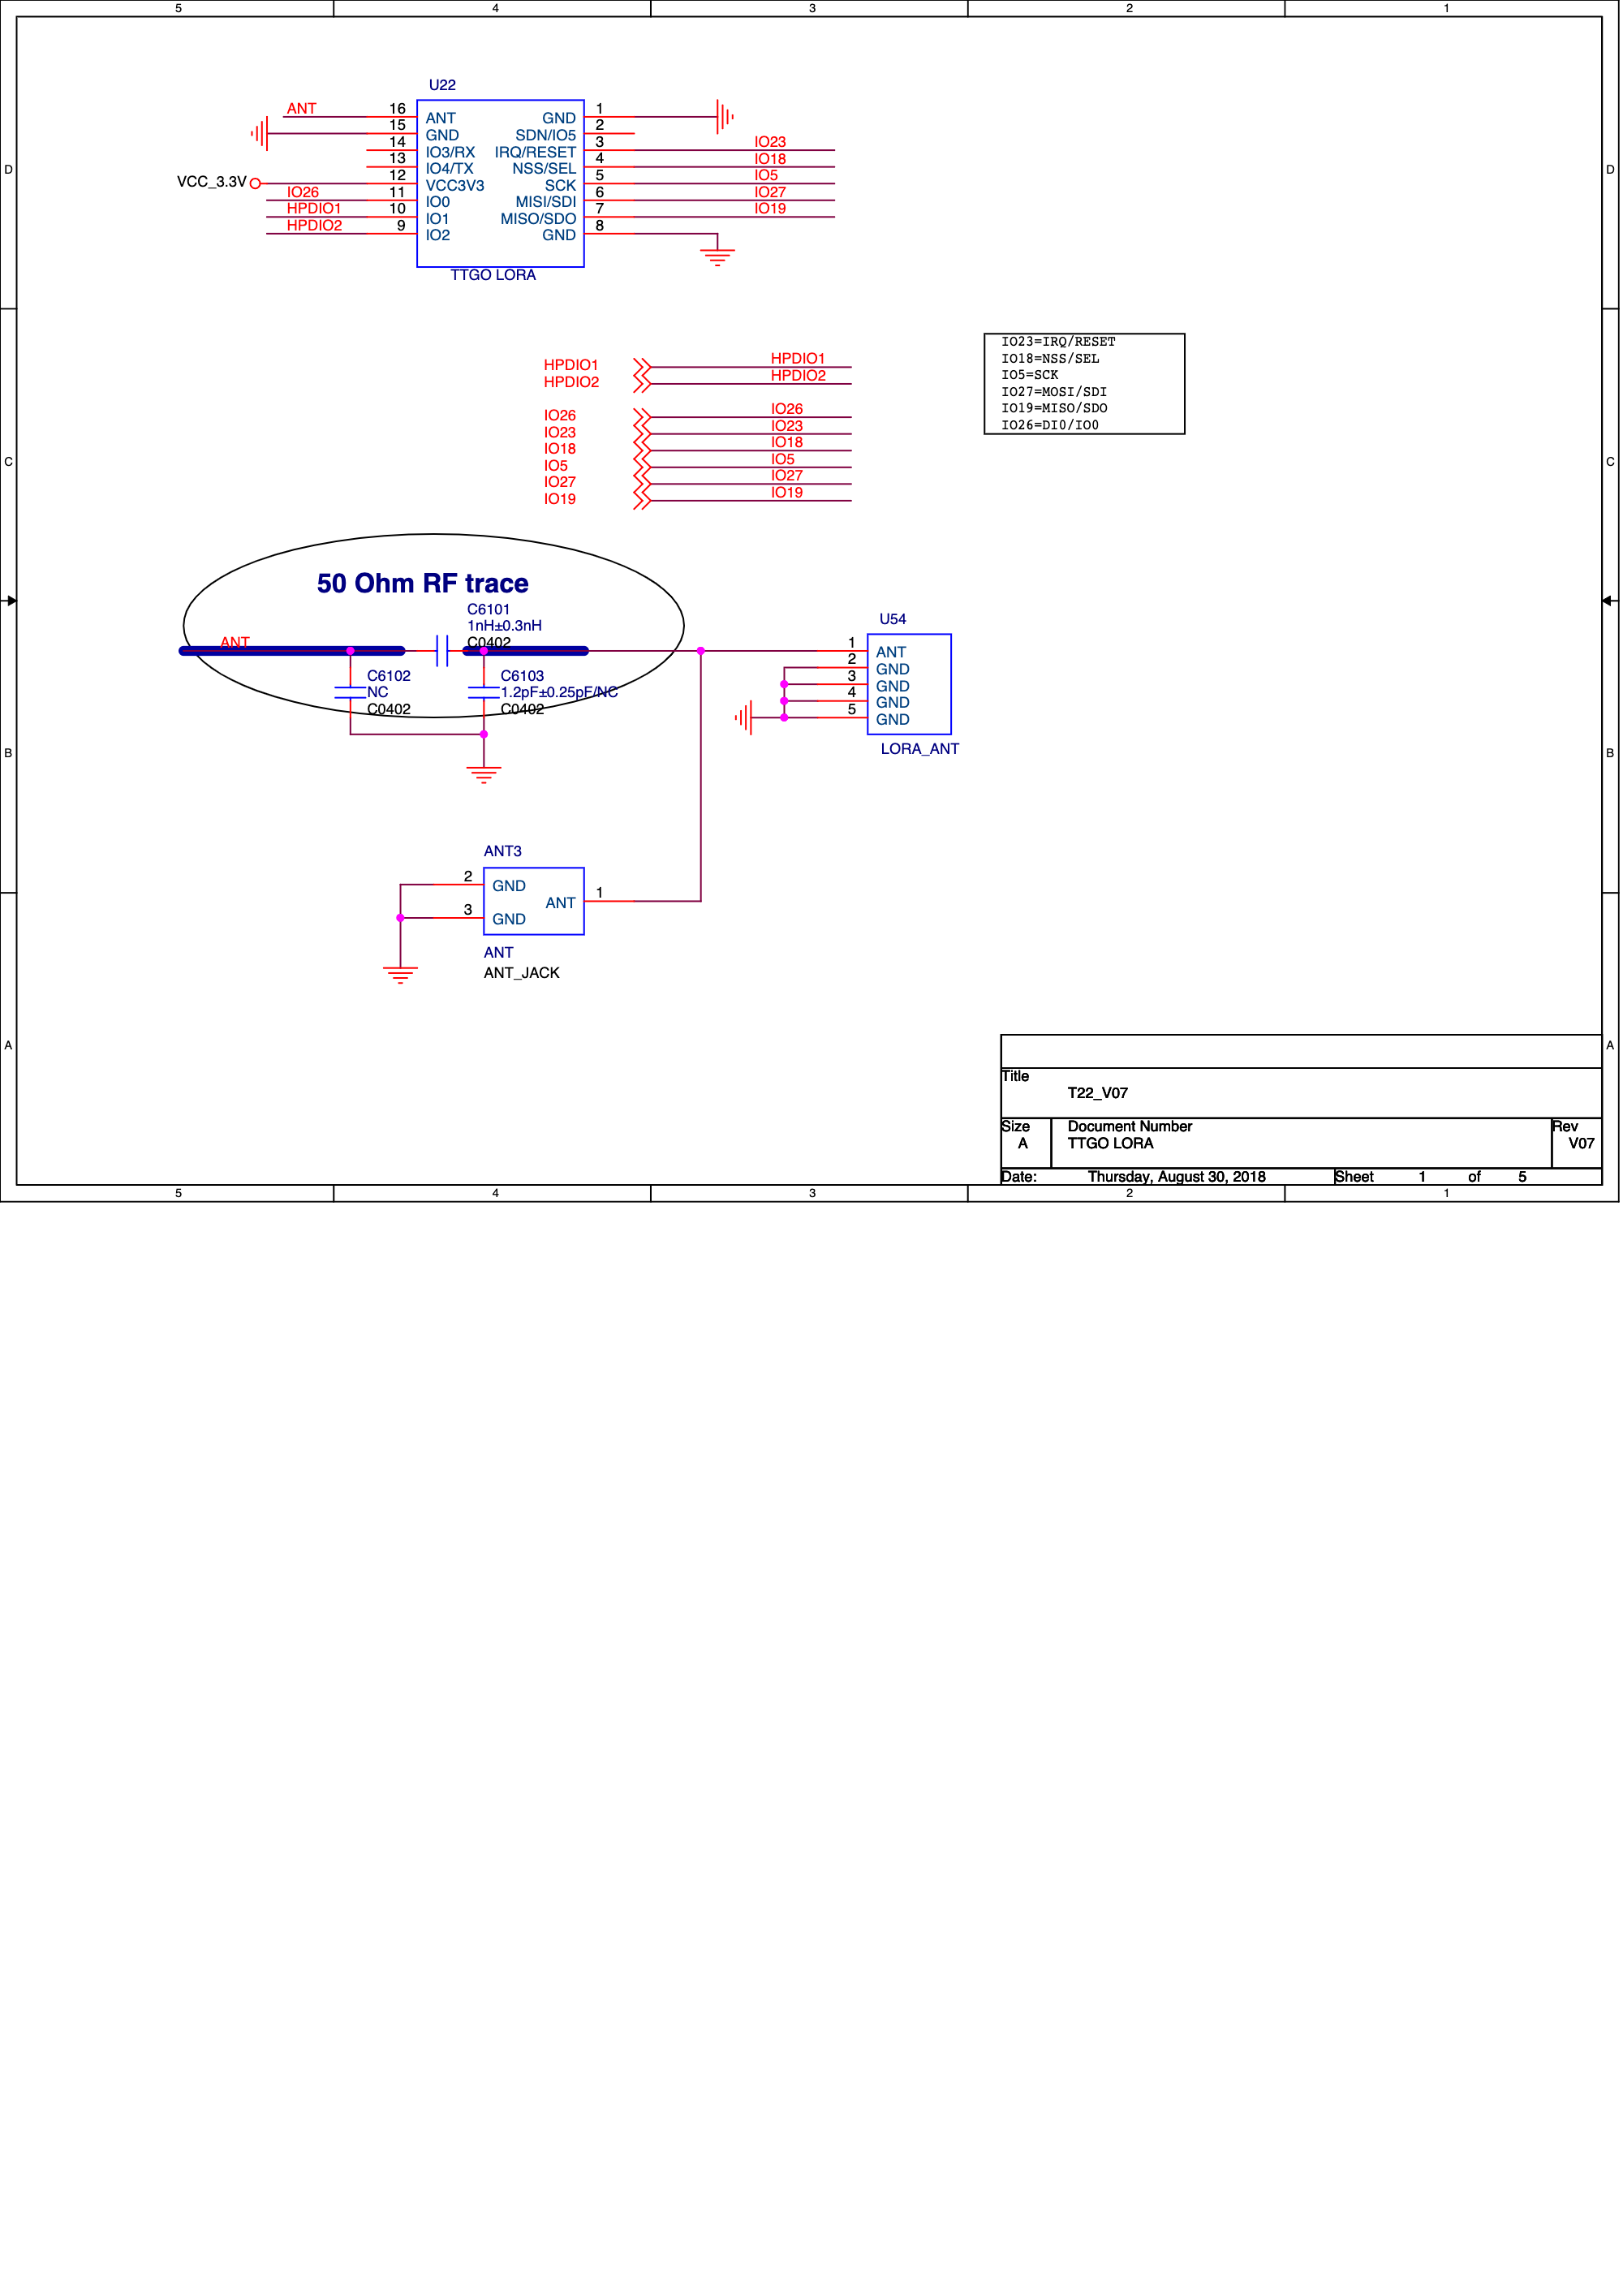 5 4 3 2 1
U22
ANT 16 ANT GND 1
15 GND SDN/IO5 2
14 IO3/RX IRQ/RESET 3 IO23
13 IO4/TX NSS/SEL 4 IO18
VCC_3.3V 12 VCC3V3 SCK 5 IO5
IO26 11 IO0 MISI/SDI 6 IO27
HPDIO1 10 IO1 MISO/SDO 7 IO19
HPDIO2 9 IO2 GND 8
TTGO LORA
D D
IO23=IRQ/RESET
IO18=NSS/SEL
IO5=SCK
IO27=MOSI/SDI
IO19=MISO/SDO
IO26=DI0/IO0
HPDIO1 HPDIO1
HPDIO2 HPDIO2
IO26 IO26
IO23 IO23
IO18 IO18
IO5 IO5
IO27 IO27
IO19 IO19
C C
50 Ohm RF trace
C6101
1nH±0.3nH
C0402
ANT
C6102
NC
C0402
C6103
1.2pF±0.25pF/NC
C0402
U54
1 ANT
2 GND
3 GND
4 GND
5 GND
LORA_ANT
B B
ANT3
2 GND
ANT 1
3 GND
ANT
ANT_JACK
A A
Title
T22_V07
Size Document Number Rev
A TTGO LORA V07
Date: Thursday, August 30, 2018 Sheet 1 of 5
5 4 3 2 1